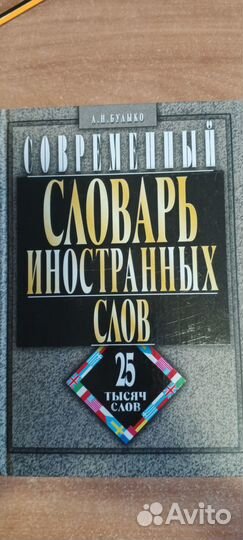 А.Н.БУЛЫКО
СОВРЕМЕННЫЙ
СЛОВАРЬ
ИНОСТРАННЫХ
СЛОВ
25
ТЫСЯЧ
СЛОВ
Avito